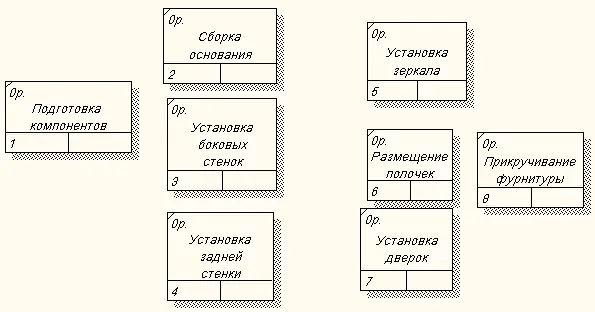 0р.
Подготовка
компонентов
1
0р.
Сборка
основания
2
0р.
Установка
боковых
стенок
3
0р.
Установка
задней
стенки
4
0р.
Установка
зеркала
5
0р.
Размещение
полочек
6
0р.
Установка
дверок
7
0р.
Прикручивание
фурнитуры
8